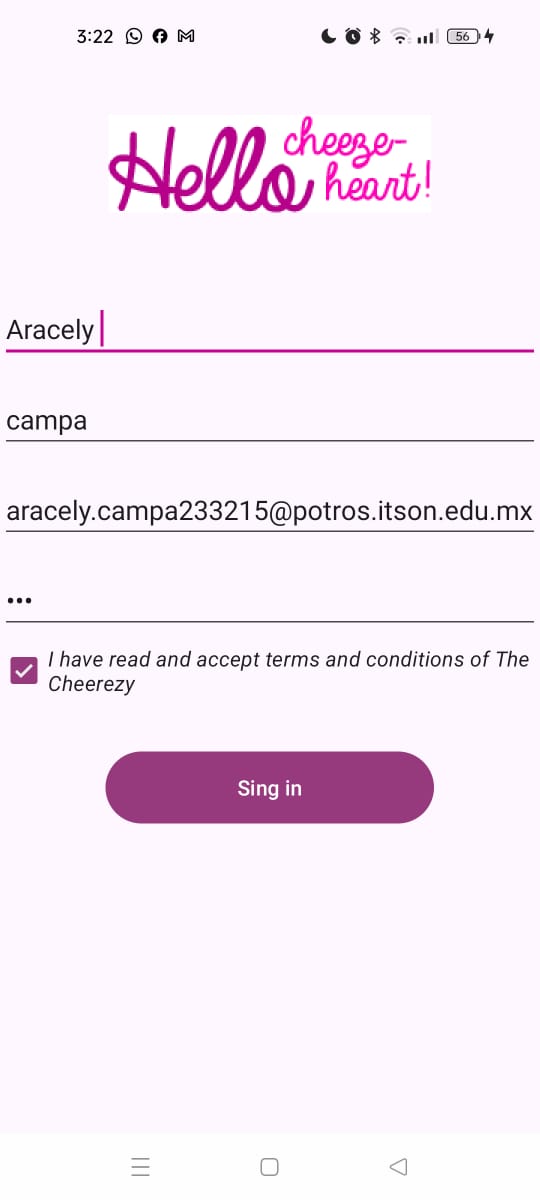 3:22
56
Hello cheeze-
heart!
Aracely
campa
aracely.campa233215@potros.itson.edu.mx
•••
I have read and accept terms and conditions of The
Cheerezy
Sing in